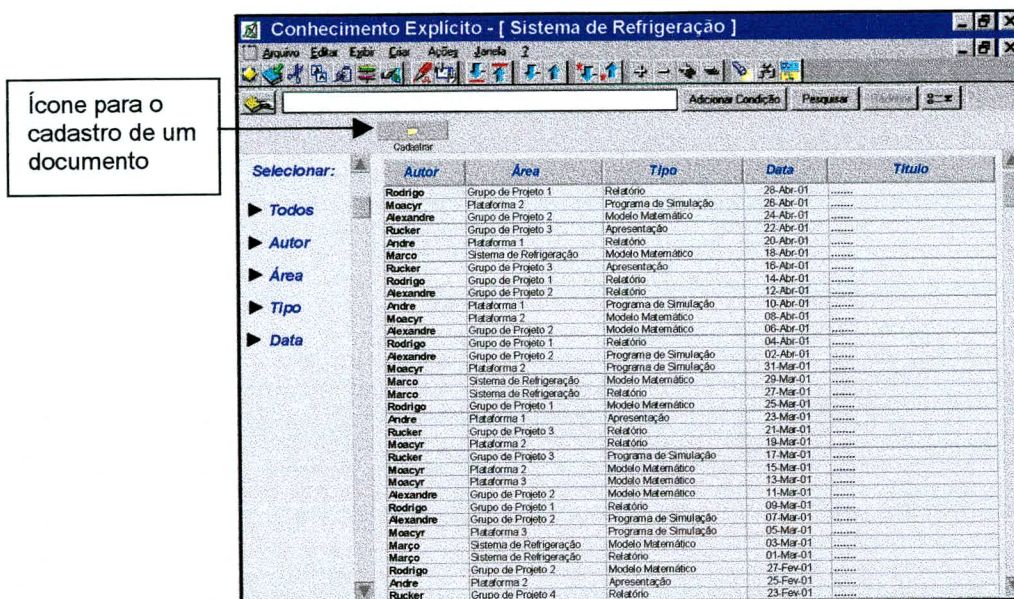 Conhecimento Explícito - [ Sistema de Refrigeração ]
Arquivo Editar Exibir Criar Ações Janela ?
Adicionar Condição Pesquisar
Ícone para o
cadastro de um
documento
Cadastrar
Selecionar:
Todos
Autor
Área
Tipo
Data
Autor Área Tipo Data Título
Rodrigo Grupo de Projeto 1 Relatório 28-Abr-01 .......
Moacyr Plataforma 2 Programa de Simulação 26-Abr-01 .......
Alexandre Grupo de Projeto 2 Modelo Matemático 24-Abr-01 .......
Rucker Grupo de Projeto 3 Apresentação 22-Abr-01 .......
Andre Plataforma 1 Relatório 20-Abr-01 .......
Marco Sistema de Refrigeração Modelo Matemático 18-Abr-01 .......
Rucker Grupo de Projeto 3 Apresentação 16-Abr-01 .......
Rodrigo Grupo de Projeto 1 Relatório 14-Abr-01 .......
Alexandre Grupo de Projeto 2 Relatório 12-Abr-01 .......
Andre Plataforma 1 Programa de Simulação 10-Abr-01 .......
Moacyr Plataforma 2 Modelo Matemático 08-Abr-01 .......
Alexandre Grupo de Projeto 2 Modelo Matemático 06-Abr-01 .......
Rodrigo Grupo de Projeto 1 Relatório 04-Abr-01 .......
Alexandre Grupo de Projeto 2 Programa de Simulação 02-Abr-01 .......
Moacyr Plataforma 2 Programa de Simulação 31-Mar-01 .......
Marco Sistema de Refrigeração Modelo Matemático 29-Mar-01 .......
Marco Sistema de Refrigeração Relatório 27-Mar-01 .......
Rodrigo Grupo de Projeto 1 Modelo Matemático 25-Mar-01 .......
Andre Plataforma 1 Apresentação 23-Mar-01 .......
Rucker Grupo de Projeto 3 Relatório 21-Mar-01 .......
Moacyr Plataforma 2 Relatório 19-Mar-01 .......
Rucker Grupo de Projeto 3 Programa de Simulação 17-Mar-01 .......
Moacyr Plataforma 2 Modelo Matemático 15-Mar-01 .......
Moacyr Plataforma 3 Modelo Matemático 13-Mar-01 .......
Alexandre Grupo de Projeto 2 Modelo Matemático 11-Mar-01 .......
Rodrigo Grupo de Projeto 1 Relatório 09-Mar-01 .......
Alexandre Grupo de Projeto 2 Programa de Simulação 07-Mar-01 .......
Moacyr Plataforma 3 Programa de Simulação 05-Mar-01 .......
Março Sistema de Refrigeração Modelo Matemático 03-Mar-01 .......
Março Sistema de Refrigeração Relatório 01-Mar-01 .......
Rodrigo Grupo de Projeto 2 Modelo Matemático 27-Fev-01 .......
Andre Plataforma 2 Apresentação 25-Fev-01 .......
Rucker Grupo de Projeto 4 Relatório 23-Fev-01 .......